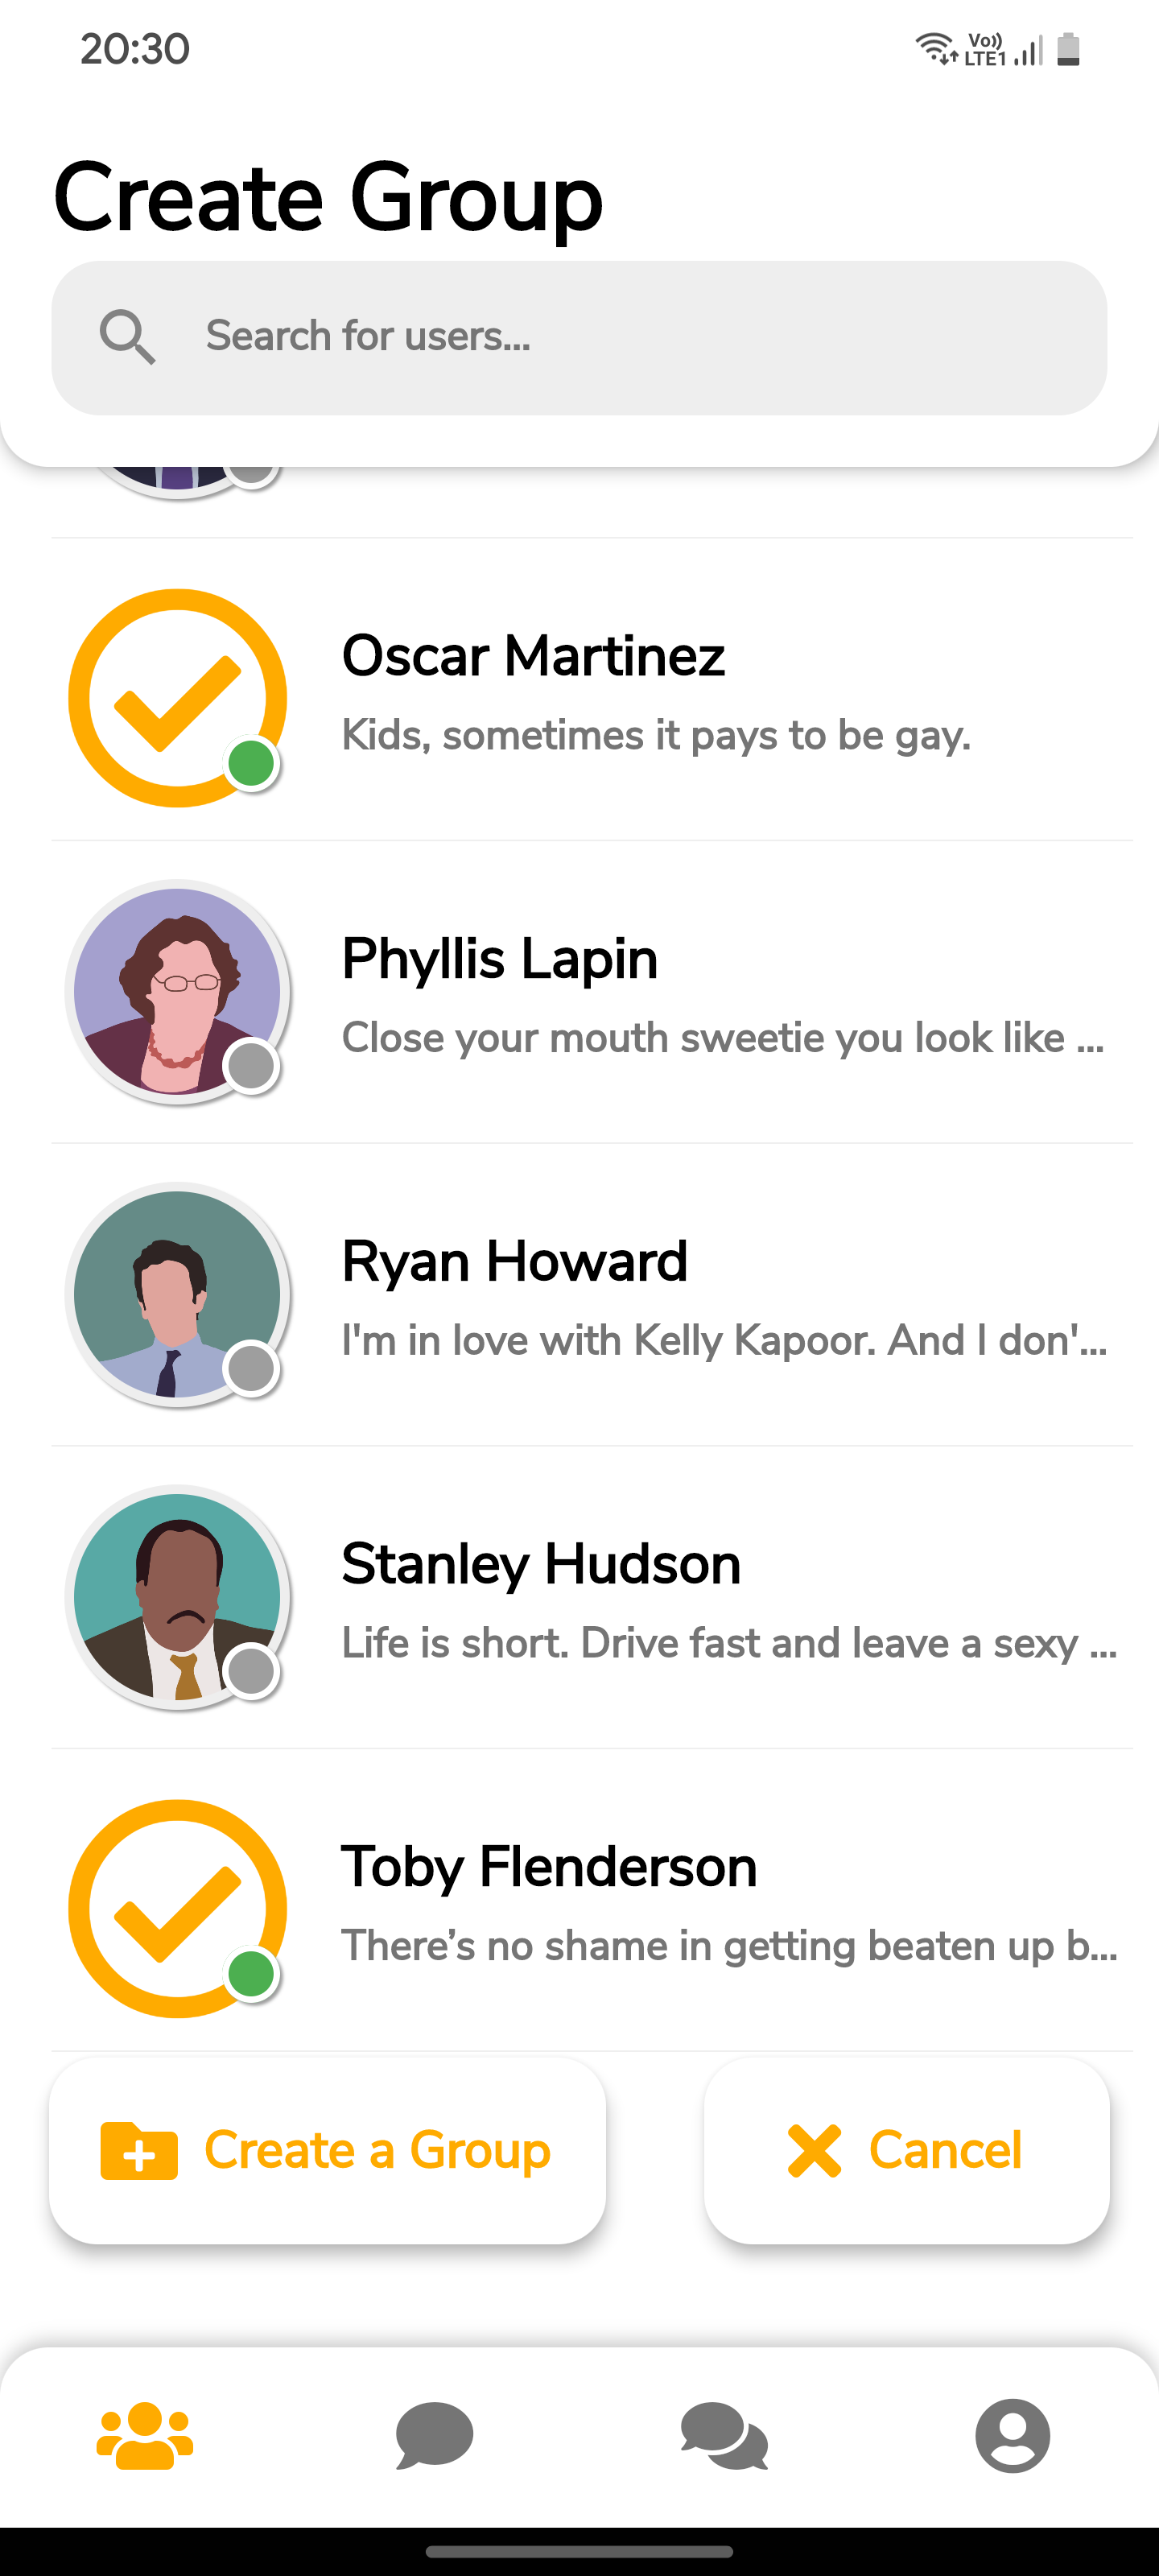 20:30
Vo))
LTE1
Create Group
Search for users...
Oscar Martinez
Kids, sometimes it pays to be gay.
Phyllis Lapin
Close your mouth sweetie you look like ...
Ryan Howard
I'm in love with Kelly Kapoor. And I don'...
Stanley Hudson
Life is short. Drive fast and leave a sexy ...
Toby Flenderson
There’s no shame in getting beaten up b...
Create a Group
Cancel